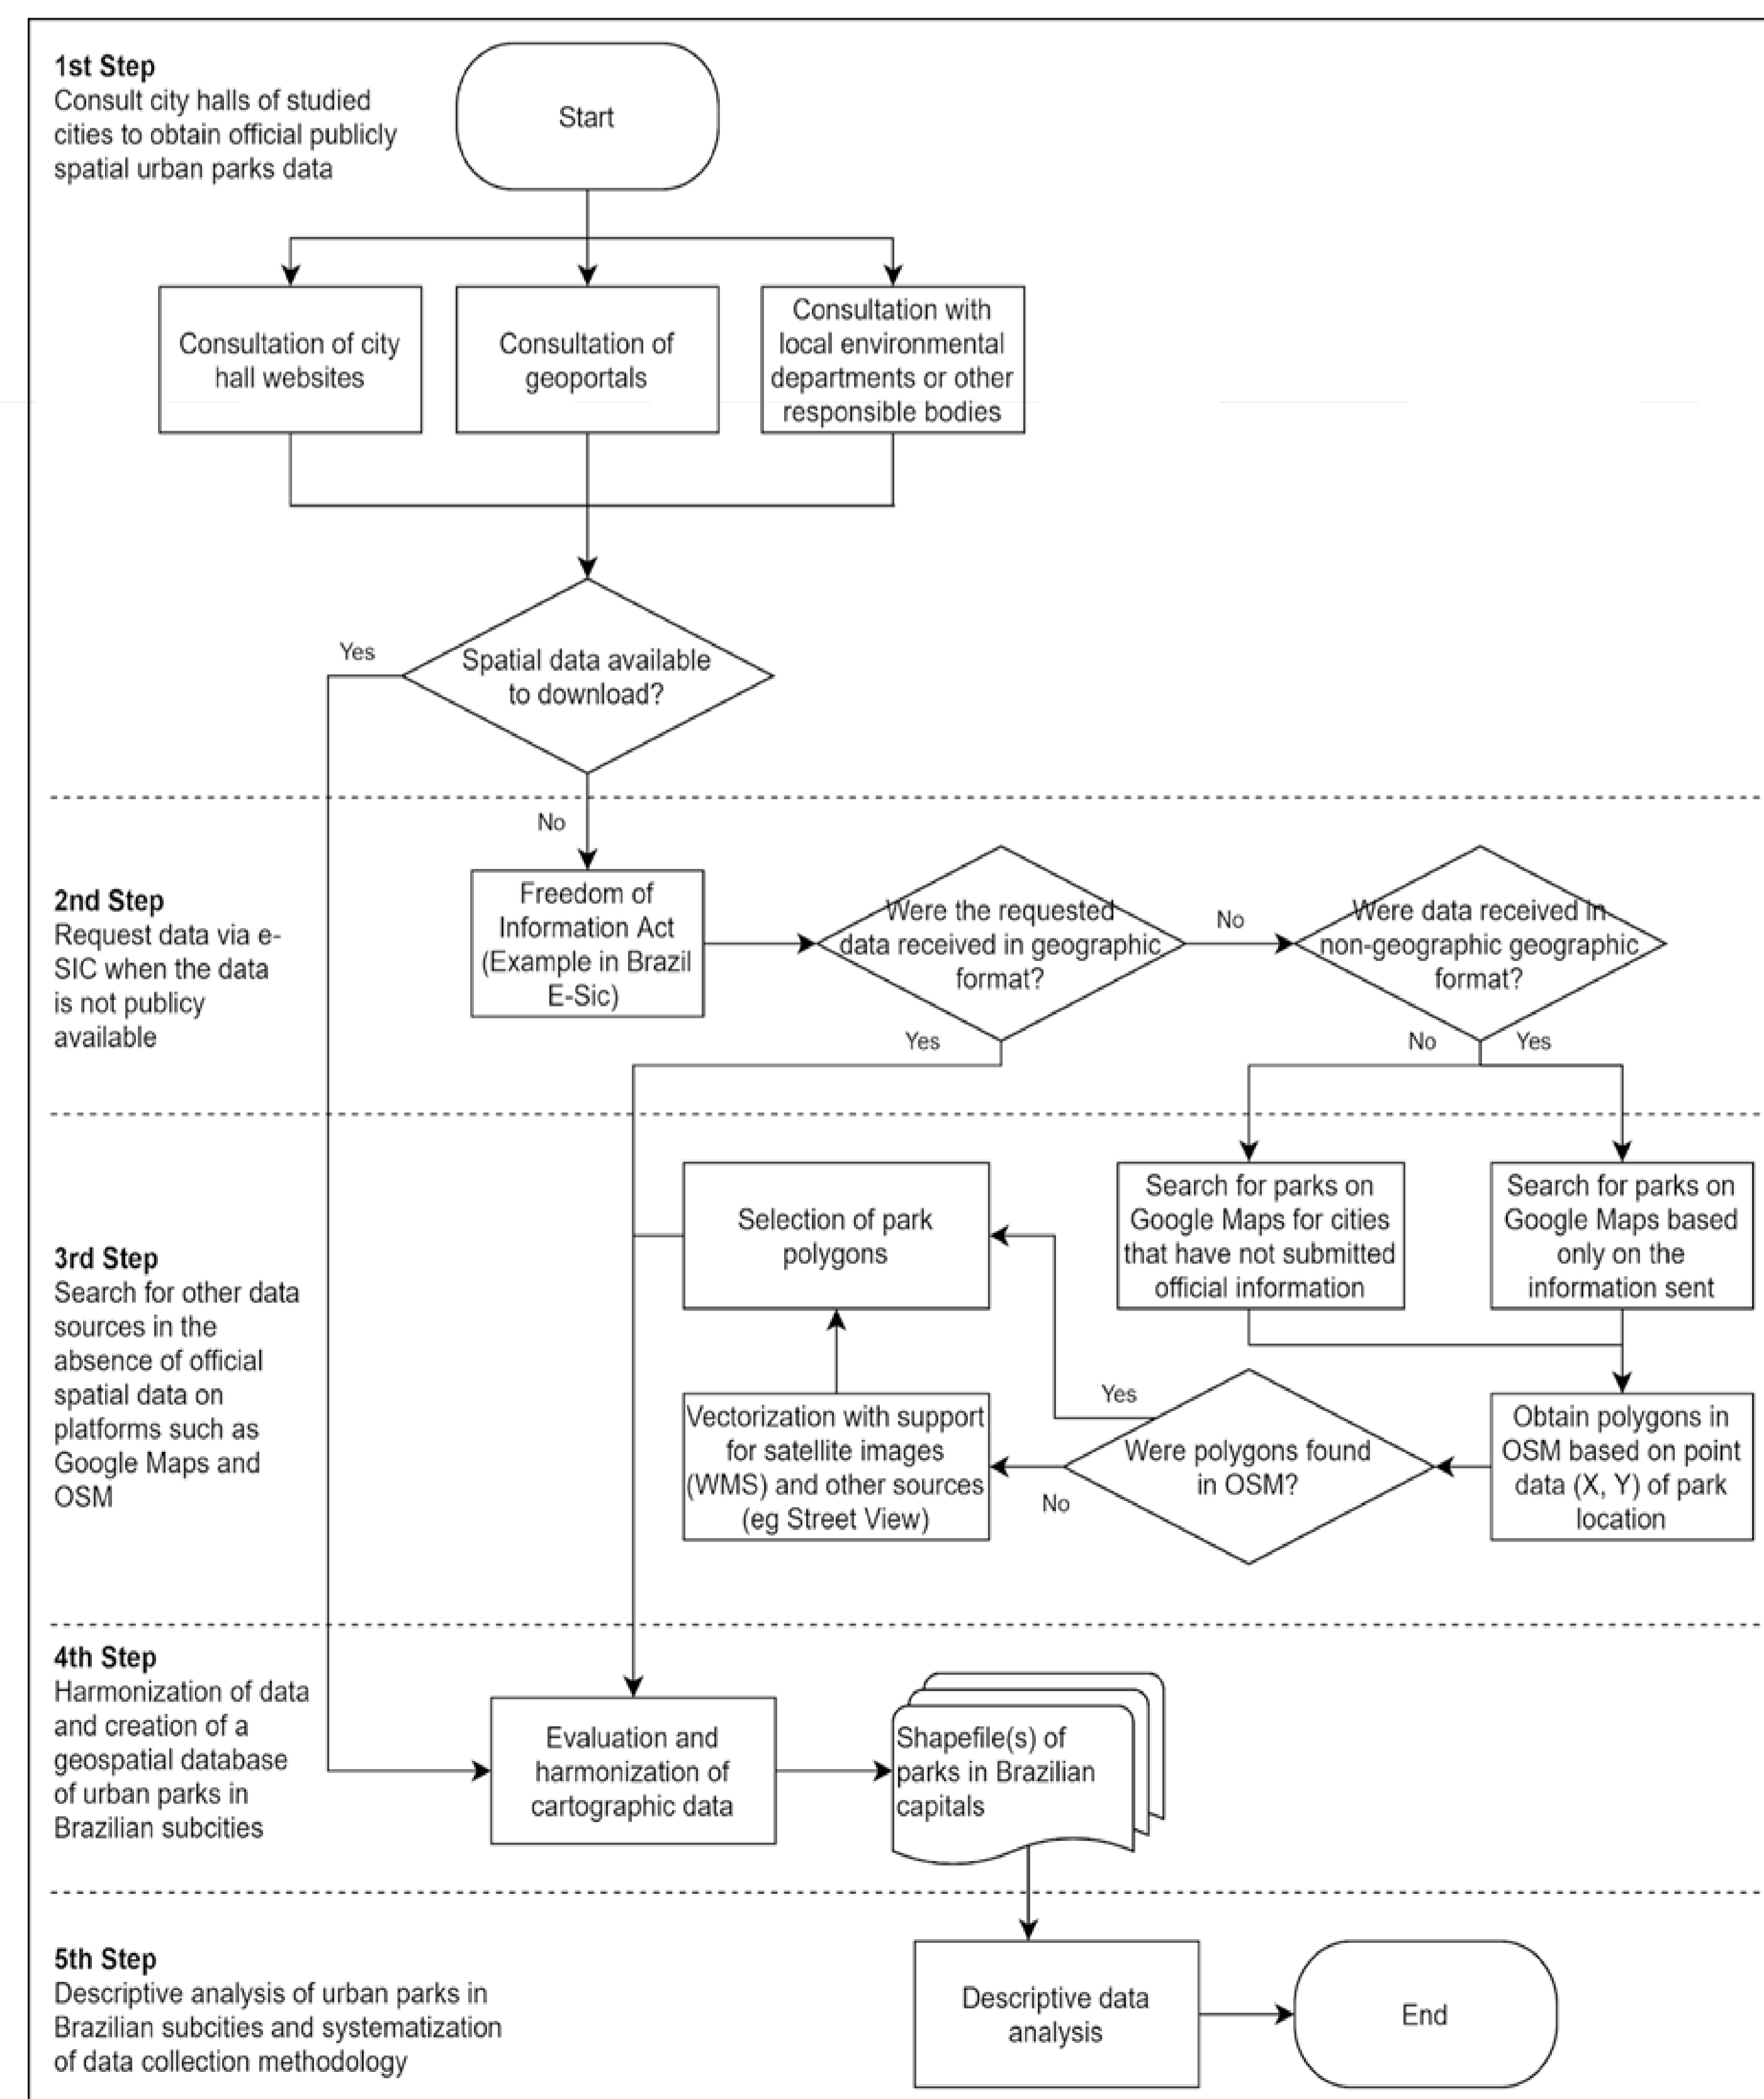 1st Step
Consult city halls of studied
cities to obtain official publicly
spatial urban parks data
Start
Consultation of city
hall websites
Consultation of
geoportals
Consultation with
local environmental
departments or other
responsible bodies
Yes
Spatial data available
to download?
No
2nd Step
Request data via e-
SIC when the data
is not publicy
available
Freedom of
Information Act
(Example in Brazil
E-Sic)
Were the requested
data received in geographic
format?
No
Were data received in
non-geographic geographic
format?
Yes
No
Yes
3rd Step
Search for other data
sources in the
absence of official
spatial data on
platforms such as
Google Maps and
OSM
Selection of park
polygons
Search for parks on
Google Maps for cities
that have not submitted
official information
Search for parks on
Google Maps based
only on the
information sent
Vectorization with support
for satellite images
(WMS) and other sources
(eg Street View)
Yes
No
Were polygons found
in OSM?
Obtain polygons in
OSM based on point
data (X, Y) of park
location
4th Step
Harmonization of data
and creation of a
geospatial database
of urban parks in
Brazilian subcities
Evaluation and
harmonization of
cartographic data
Shapefile(s) of
parks in Brazilian
capitals
5th Step
Descriptive analysis of urban parks in
Brazilian subcities and systematization
of data collection methodology
Descriptive data
analysis
End